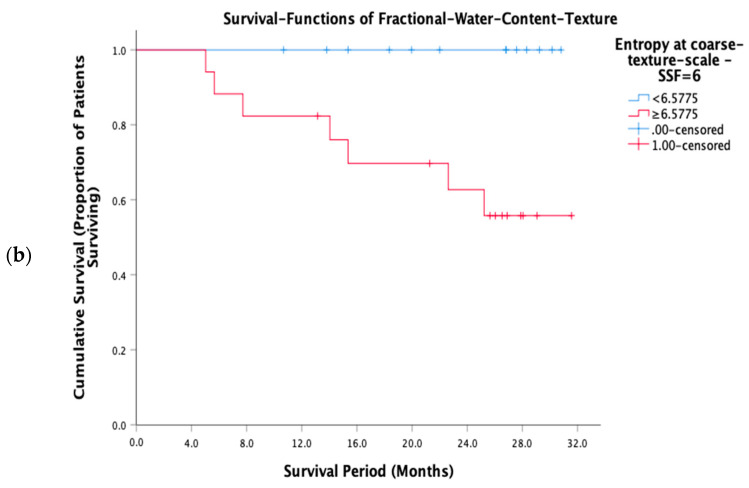 Survival-Functions of Fractional-Water-Content-Texture
Entropy at coarse-
texture-scale -
SSF=6
<6.5775
≥6.5775
.00-censored
1.00-censored
(b)
Cumulative Survival (Proportion of Patients
Surviving)
1.0
0.8
0.6
0.4
0.2
0.0
0.0 4.0 8.0 12.0 16.0 20.0 24.0 28.0 32.0
Survival Period (Months)